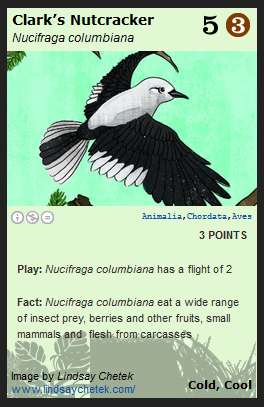 Clark's Nutcracker 5 3
Nucifraga columbiana
Animalia,Chordata,Aves
3 POINTS
Play: Nucifraga columbiana has a flight of 2
Fact: Nucifraga columbiana eat a wide range
of insect prey, berries and other fruits, small
mammals and flesh from carcasses
Image by Lindsay Chetek
www.lindsaychetek.com/
Cold, Cool